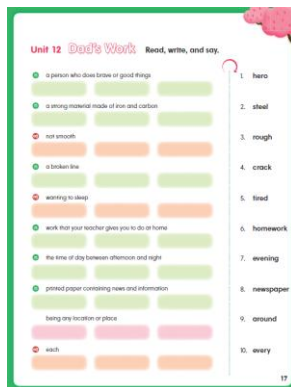 Unit 12 Dad's Work Read, write, and say.
n a person who does brave or good things
1. hero
n a strong material made of iron and carbon
2. steel
not smooth
3. rough
n a broken line
4. crack
wanting to sleep
5. tired
n work that your teacher gives you to do at home
6. homework
n the time of day between afternoon and night
7. evening
n printed paper containing news and information
8. newspaper
being any location or place
9. around
each
10. every
17